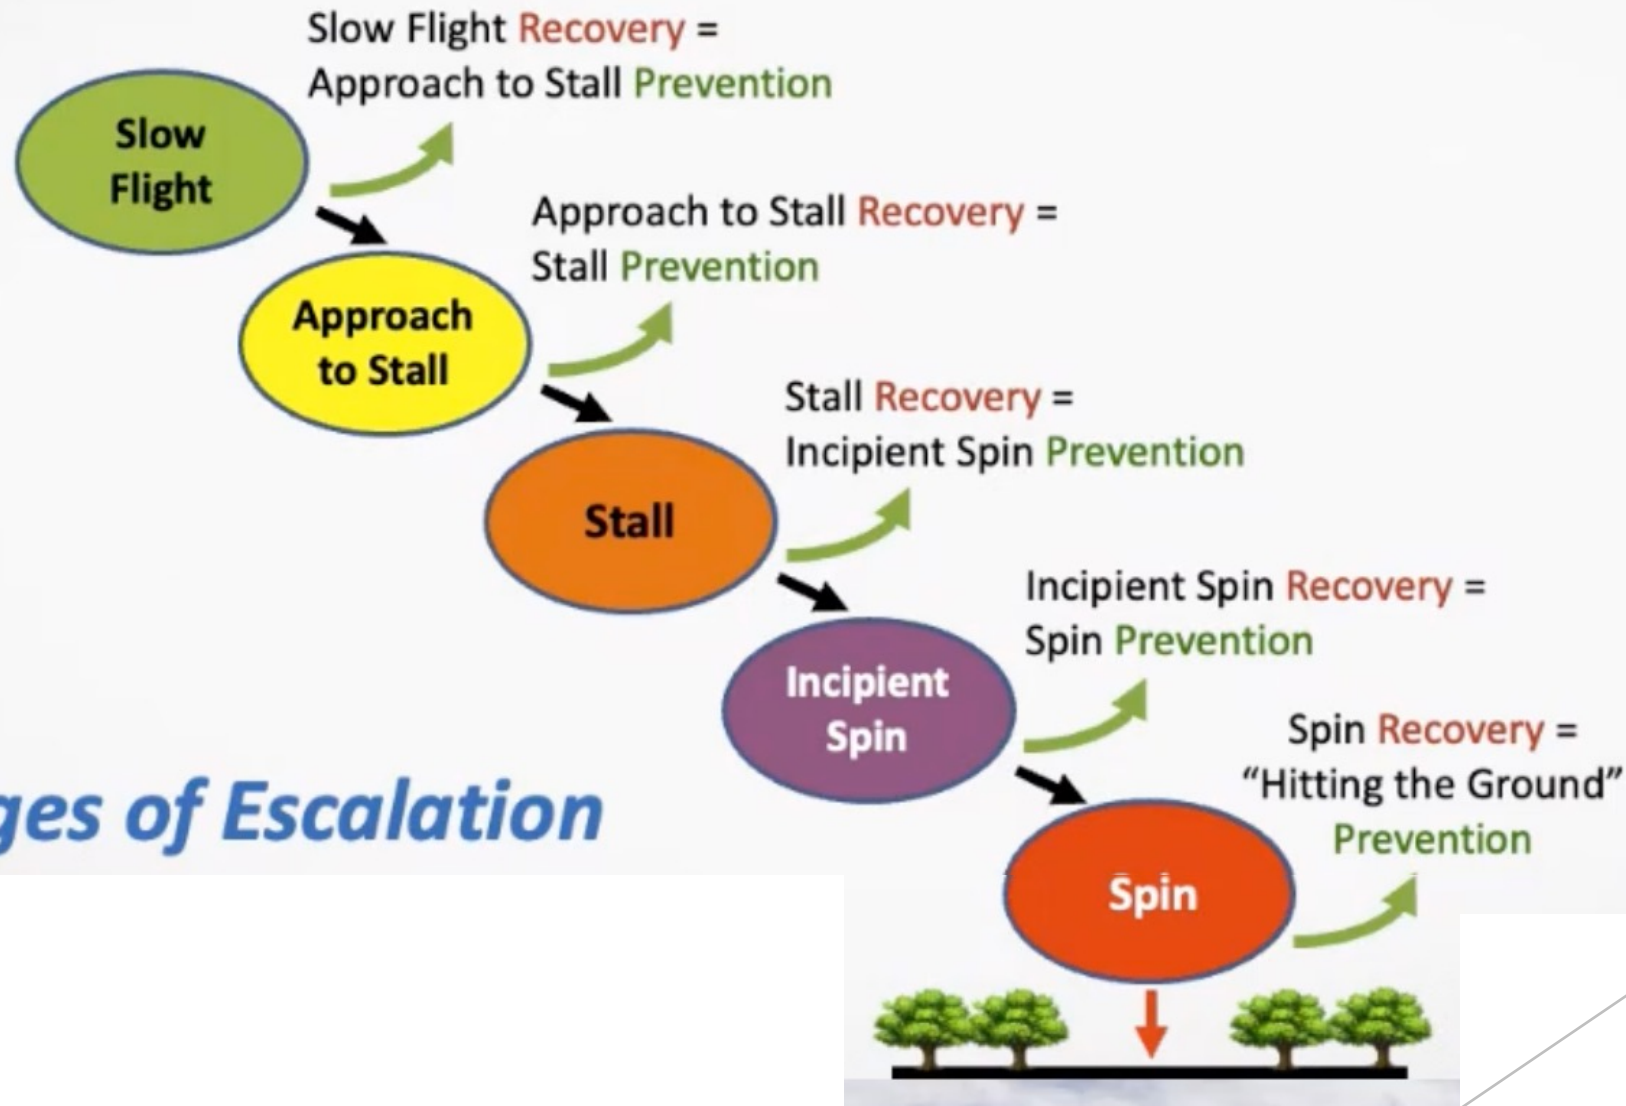 Slow Flight Recovery =
Approach to Stall Prevention
Slow
Flight
Approach to Stall Recovery =
Stall Prevention
Approach
to Stall
Stall Recovery =
Incipient Spin Prevention
Stall
Incipient Spin Recovery =
Spin Prevention
Incipient
Spin
Spin Recovery =
“Hitting the Ground”
Prevention
ges of Escalation
Spin